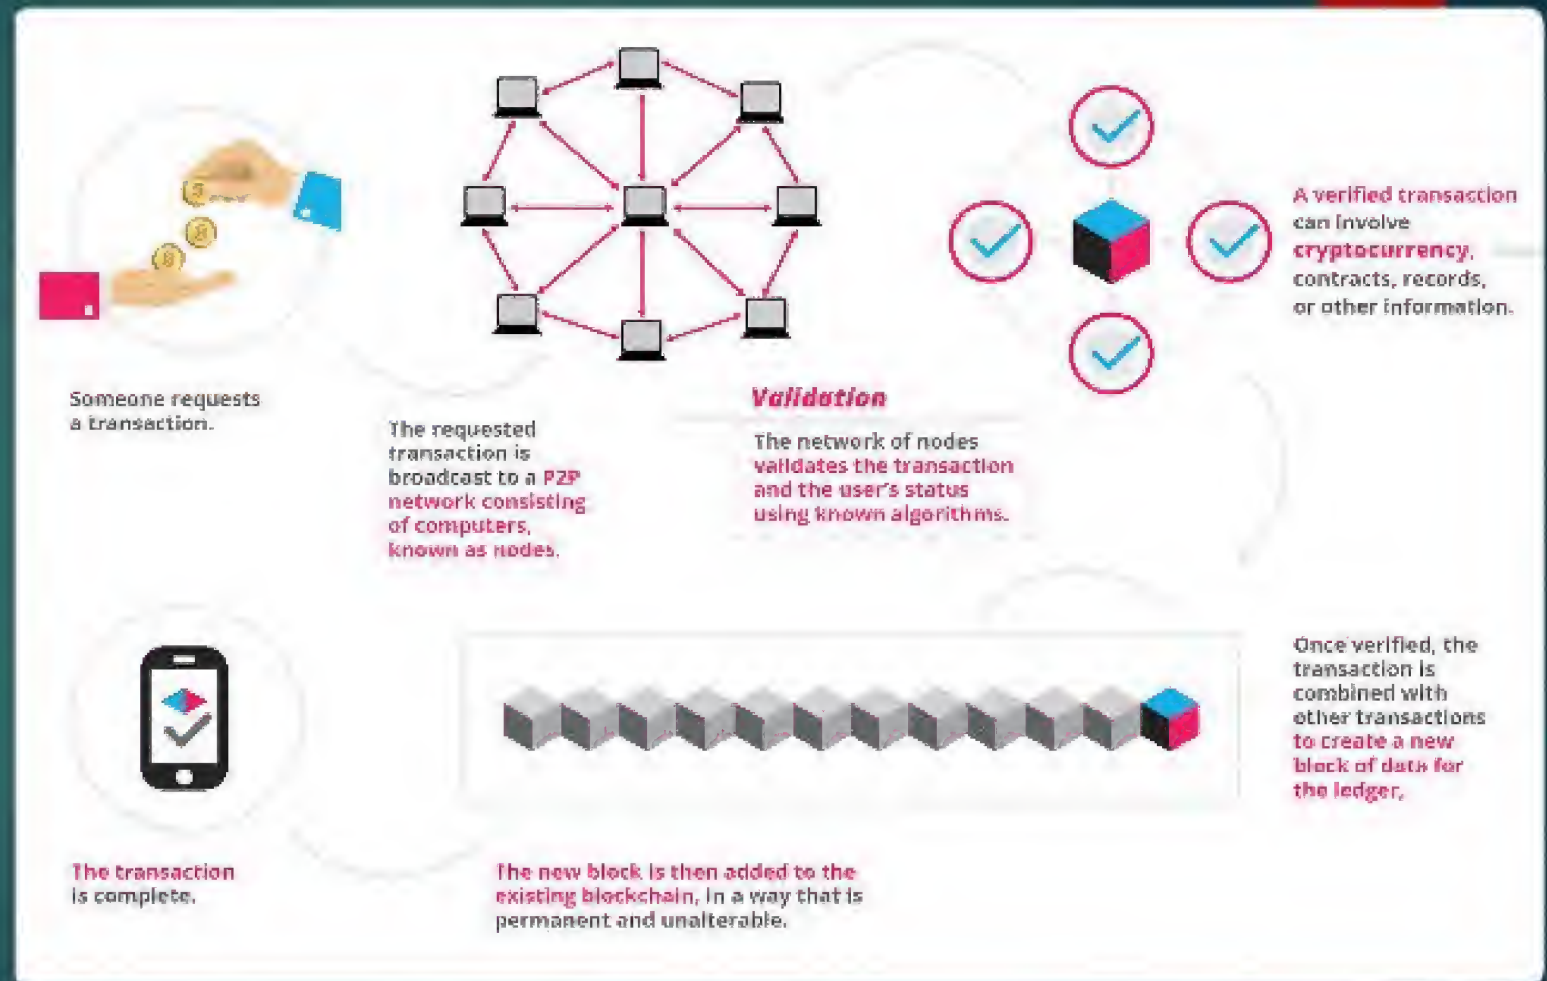 Someone requests
a transaction.
The requested
transaction is
broadcast to a P2P
network consisting
of computers,
known as nodes.
Validation
The network of nodes
validates the transaction
and the user's status
using known algorithms.
A verified transaction
can involve
cryptocurrency,
contracts, records,
or other information.
Once verified, the
transaction is
combined with
other transactions
to create a new
block of data for
the ledger.
The new block is then added to the
existing blockchain, in a way that is
permanent and unalterable.
The transaction
is complete.